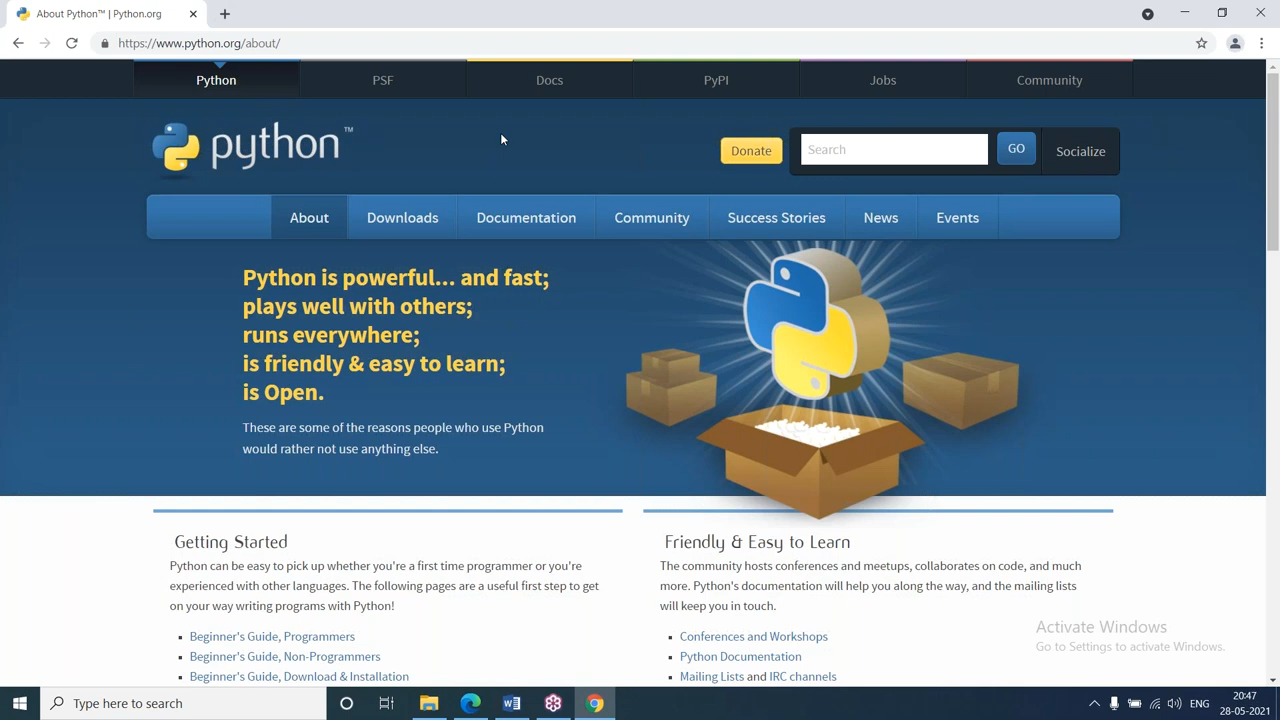 About Python™ | Python.org
https://www.python.org/about/
Python
PSF
Docs
PyPI
Jobs
Community
python™
Donate
Search
GO
Socialize
About
Downloads
Documentation
Community
Success Stories
News
Events
Python is powerful... and fast;
plays well with others;
runs everywhere;
is friendly & easy to learn;
is Open.
These are some of the reasons people who use Python
would rather not use anything else.
Getting Started
Python can be easy to pick up whether you're a first time programmer or you're
experienced with other languages. The following pages are a useful first step to get
on your way writing programs with Python!
Beginner's Guide, Programmers
Beginner's Guide, Non-Programmers
Beginner's Guide, Download & Installation
Friendly & Easy to Learn
The community hosts conferences and meetups, collaborates on code, and much
more. Python's documentation will help you along the way, and the mailing lists
will keep you in touch.
Conferences and Workshops
Python Documentation
Mailing Lists and IRC channels
Activate Windows
Go to Settings to activate Windows.
Type here to search
ENG
20:47
28-05-2021